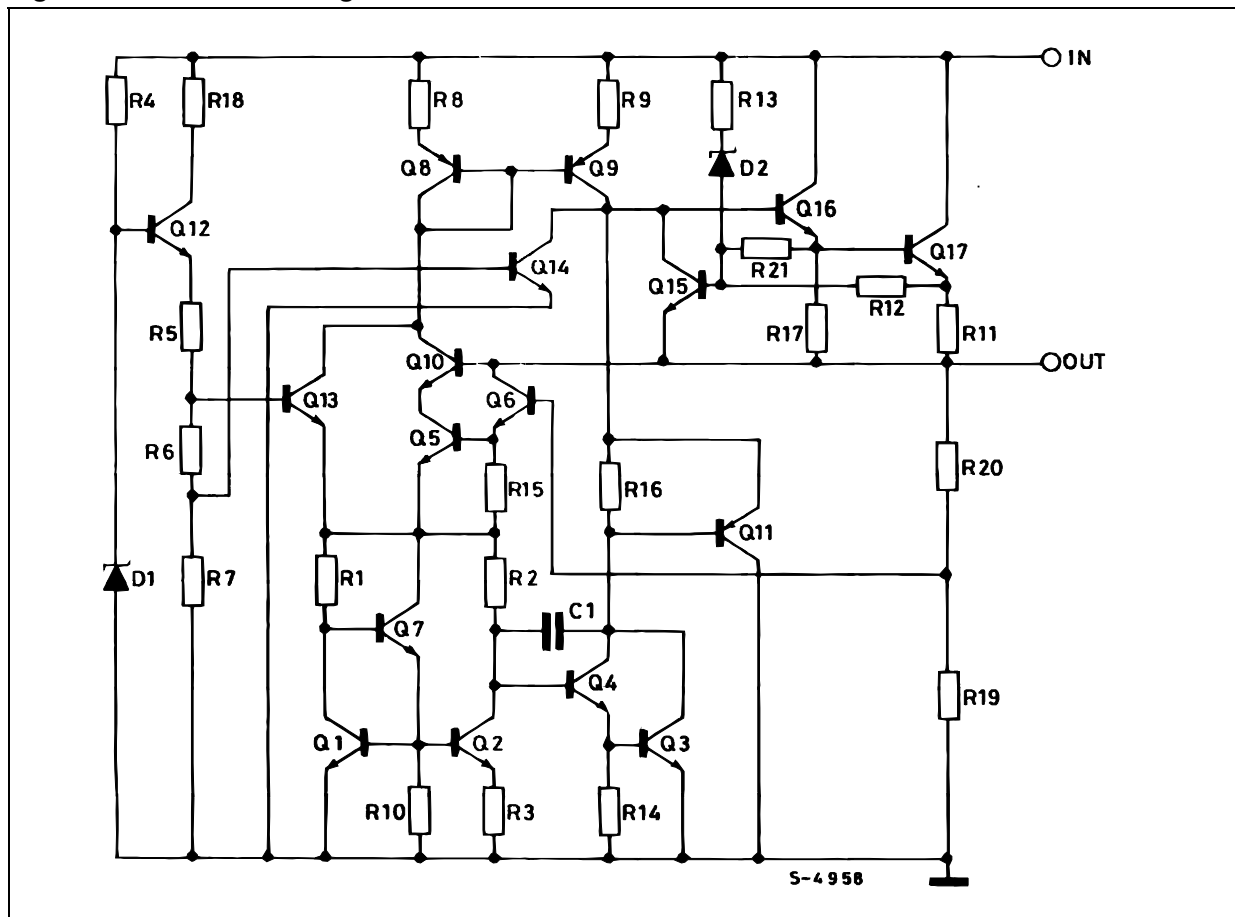 IN
R4 R18 R8 R9 R13
Q8 Q9 D2
Q12 Q16
Q14 R21 Q17
Q15 R12
R5 R17 R11
Q10 OUT
Q13 Q6
R6 Q5
R15 R16 R20
Q11
D1 R7 R1 R2
C1
Q7
Q4 R19
Q1 Q2 Q3
R10 R3 R14
S-4958